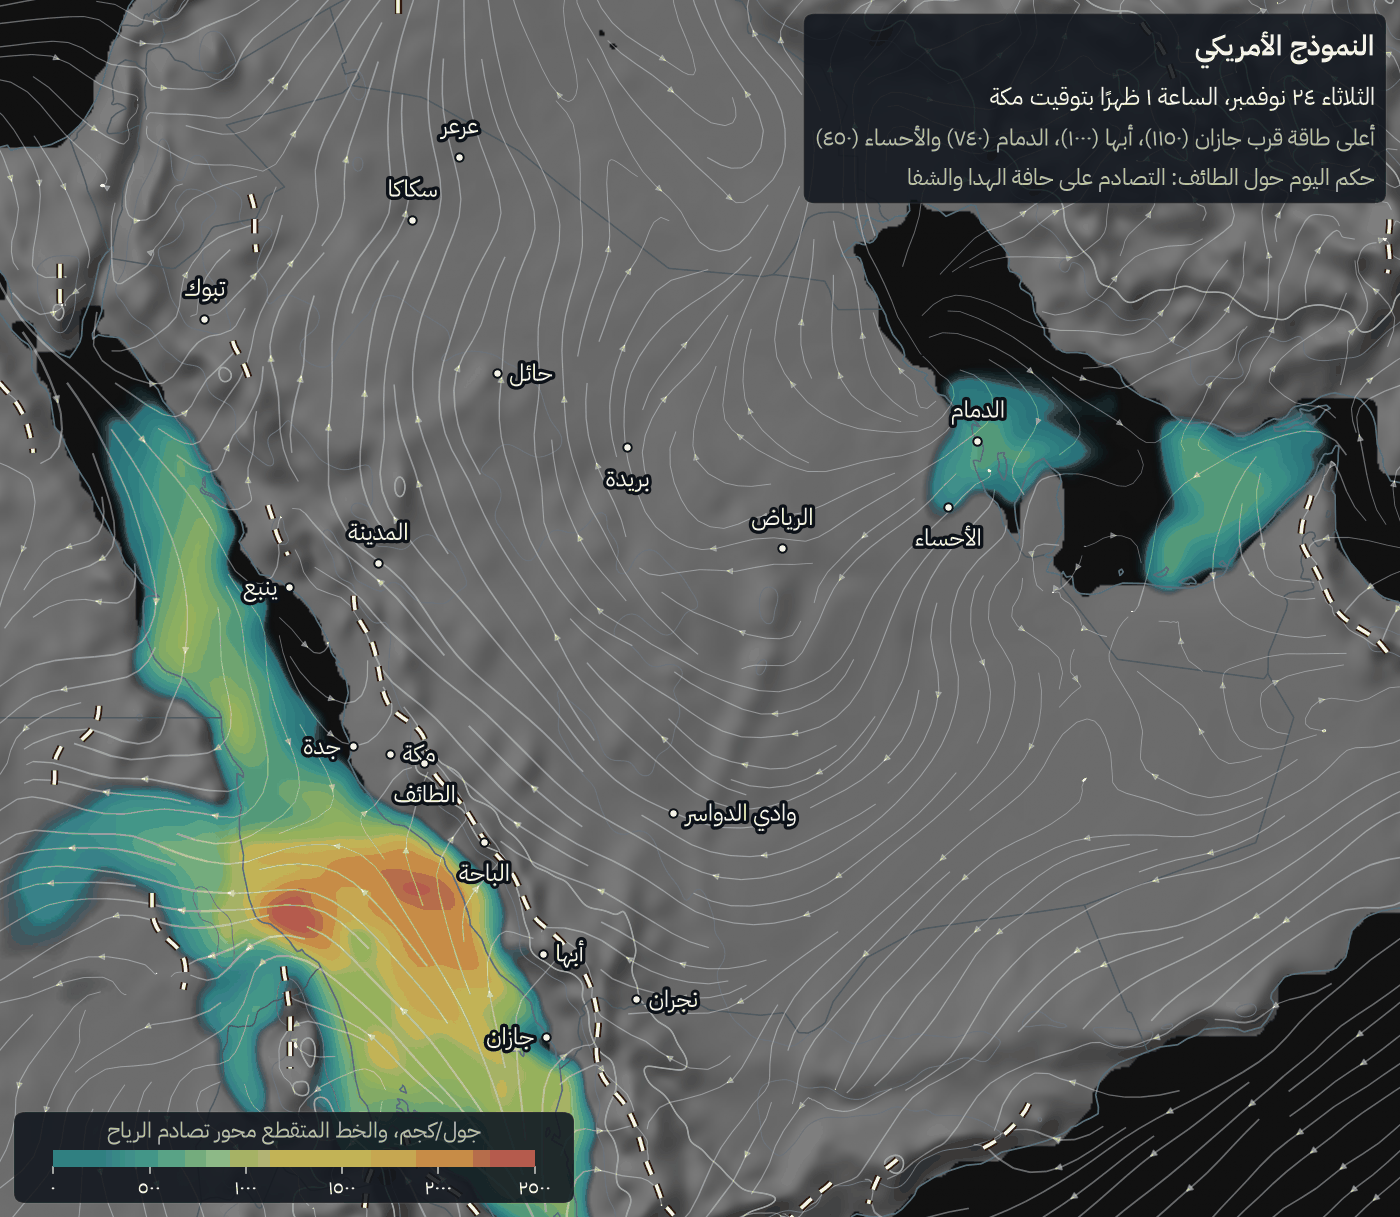 النموذج الأمريكي
الثلاثاء ٢٤ نوفمبر، الساعة ١ ظهرًا بتوقيت مكة
أعلى طاقة قرب جازان (١١٥٠)، أبها (١٠٠٠)، الدمام (٧٤٠) والأحساء (٤٥٠)
حكم اليوم حول الطائف: التصادم على حافة الهدا والشفا
عرعر
سكاكا
تبوك
حائل
الدمام
بريدة
الرياض
الأحساء
المدينة
ينبع
جدة
مكة
الطائف
وادي الدواسر
الباحة
أبها
نجران
جازان
جول/كجم، والخط المتقطع محور تصادم الرياح
٠ ٥٠٠ ١٠٠٠ ١٥٠٠ ٢٠٠٠ ٢٥٠٠